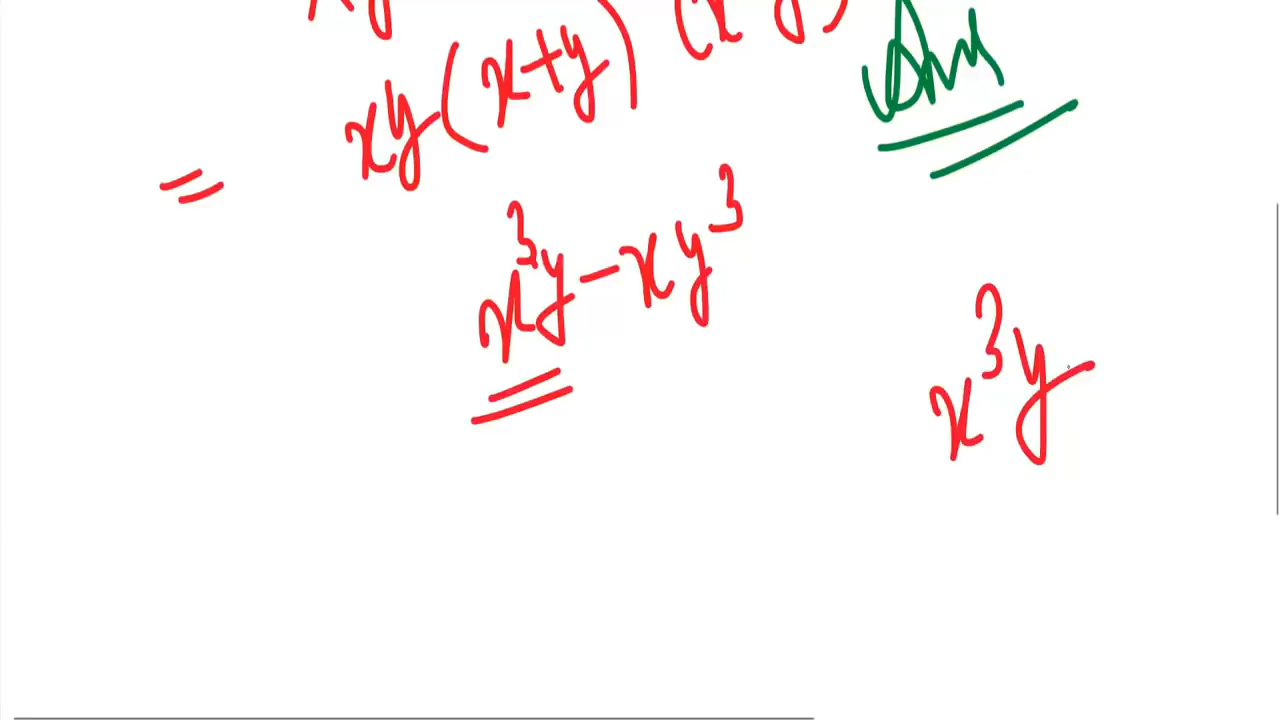 xy(x+y) (x y) Ans
=
x³y - xy³
x³y